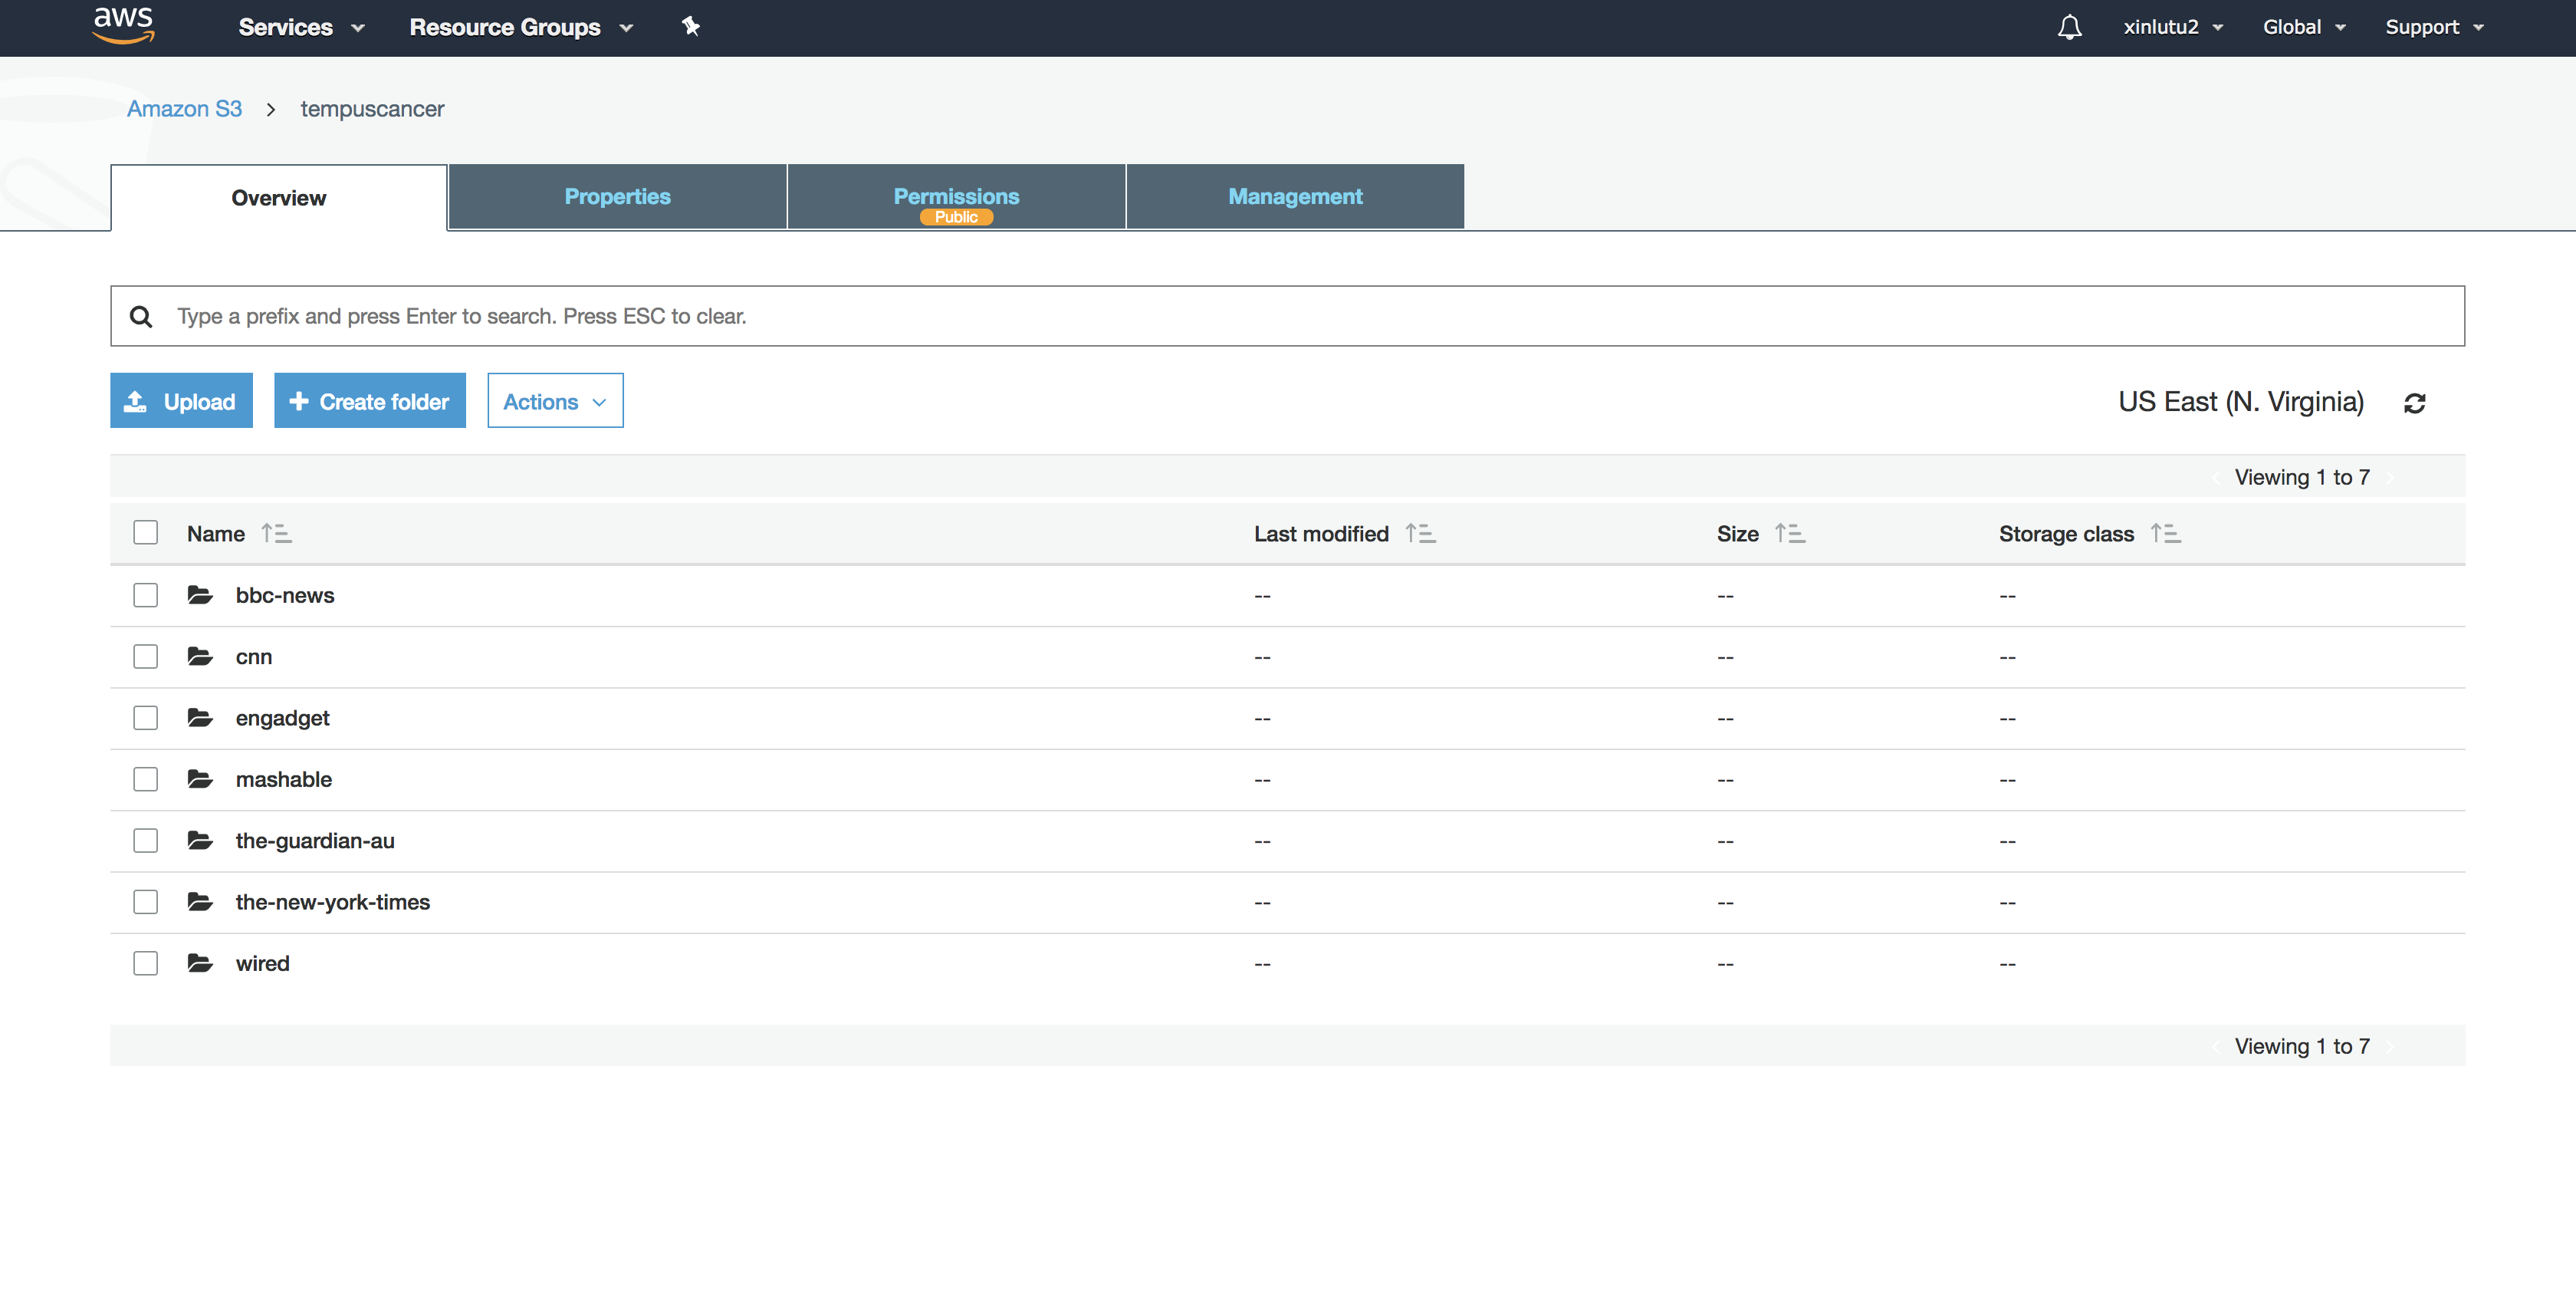 aws Services Resource Groups xinlutu2 Global Support
Amazon S3 > tempuscancer
Overview Properties Permissions Management
Public
Type a prefix and press Enter to search. Press ESC to clear.
Upload Create folder Actions US East (N. Virginia)
Viewing 1 to 7
Name Last modified Size Storage class
bbc-news -- -- --
cnn -- -- --
engadget -- -- --
mashable -- -- --
the-guardian-au -- -- --
the-new-york-times -- -- --
wired -- -- --
Viewing 1 to 7